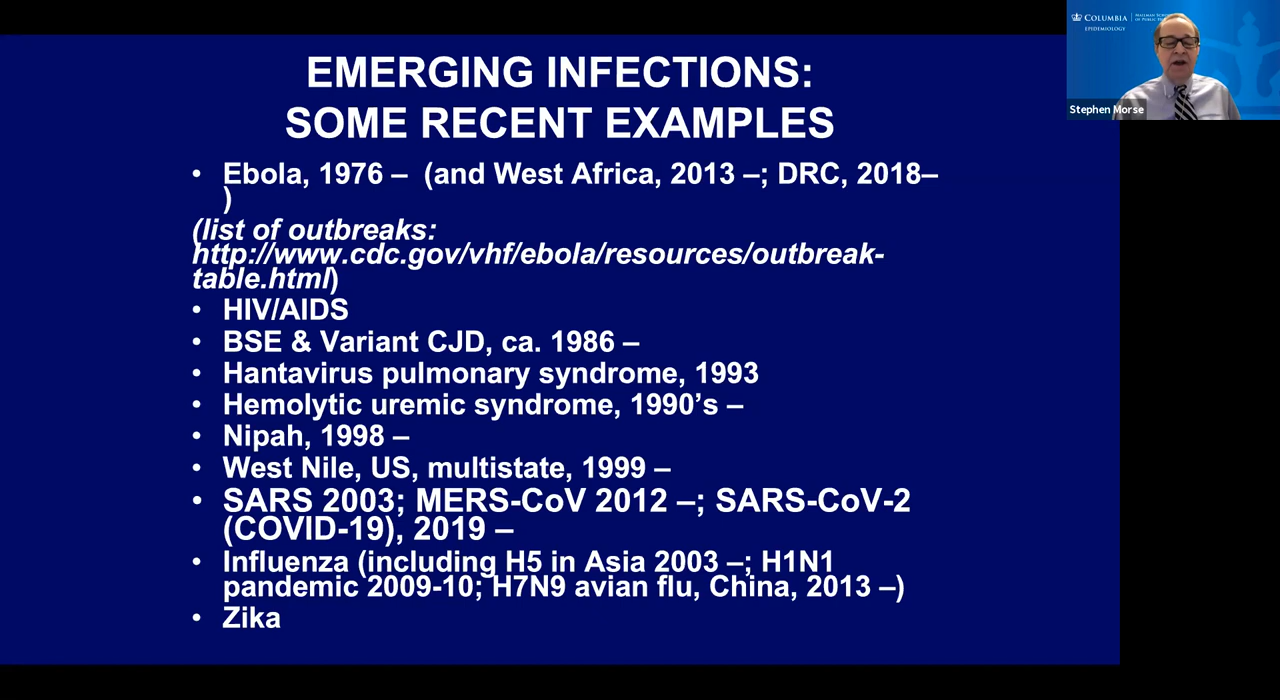 EMERGING INFECTIONS:
SOME RECENT EXAMPLES
• Ebola, 1976 – (and West Africa, 2013 –; DRC, 2018–
)
(list of outbreaks:
http://www.cdc.gov/vhf/ebola/resources/outbreak-
table.html)
• HIV/AIDS
• BSE & Variant CJD, ca. 1986 –
• Hantavirus pulmonary syndrome, 1993
• Hemolytic uremic syndrome, 1990’s –
• Nipah, 1998 –
• West Nile, US, multistate, 1999 –
• SARS 2003; MERS-CoV 2012 –; SARS-CoV-2
(COVID-19), 2019 –
• Influenza (including H5 in Asia 2003 –; H1N1
pandemic 2009-10; H7N9 avian flu, China, 2013 –)
• Zika
COLUMBIA
EPIDEMIOLOGY
Stephen Morse